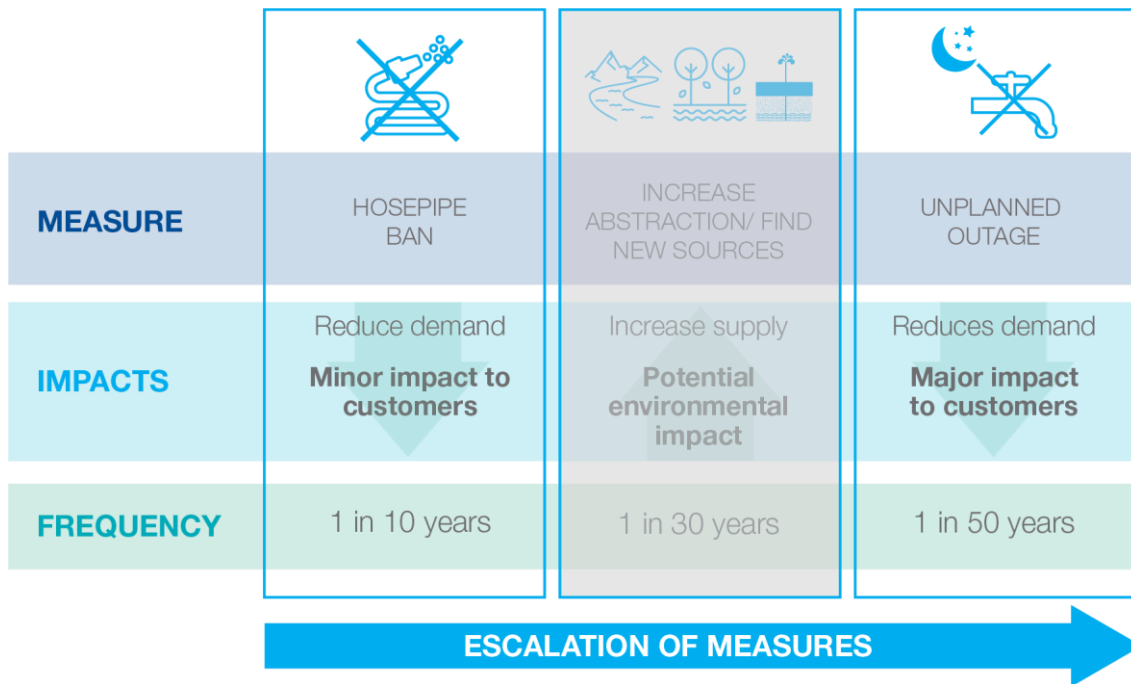 MEASURE
HOSEPIPE
BAN
INCREASE
ABSTRACTION/ FIND
NEW SOURCES
UNPLANNED
OUTAGE
IMPACTS
Reduce demand
Minor impact to
customers
Increase supply
Potential
environmental
impact
Reduces demand
Major impact
to customers
FREQUENCY
1 in 10 years
1 in 30 years
1 in 50 years
ESCALATION OF MEASURES